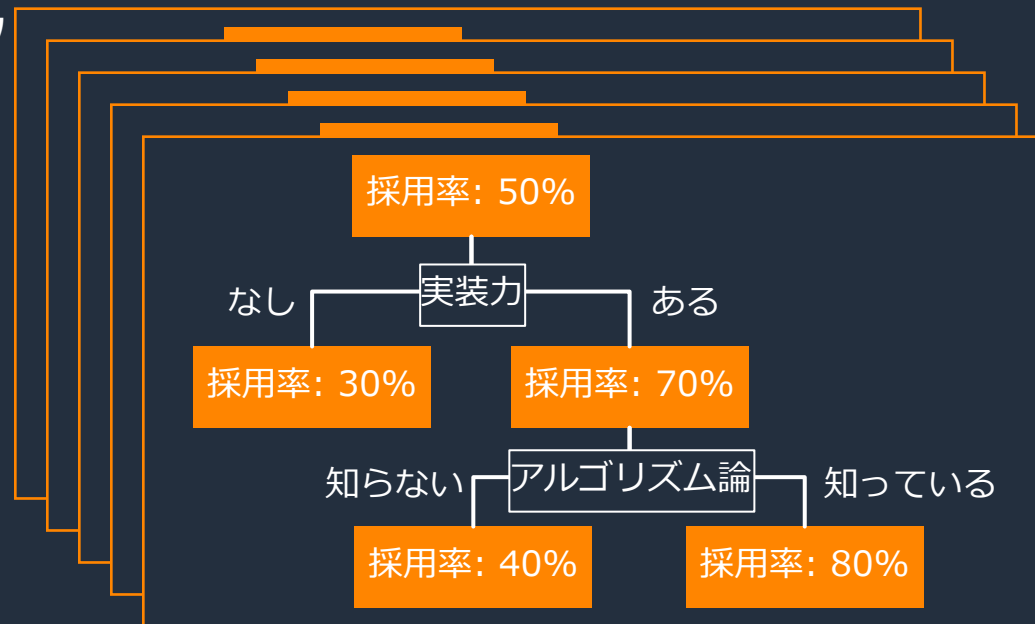 採用率: 50%
なし
実装力
ある
採用率: 30%
採用率: 70%
知らない
アルゴリズム論
知っている
採用率: 40%
採用率: 80%